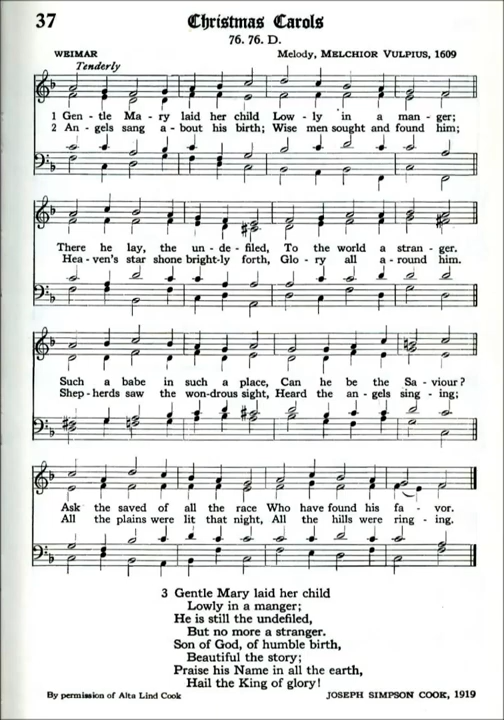 37 Christmas Carols
76. 76. D.
WEIMAR Melody, MELCHIOR VULPIUS, 1609
Tenderly
1 Gen - tle Ma - ry laid her child Low - ly in a man - ger;
2 An - gels sang a - bout his birth; Wise men sought and found him;
There he lay, the un - de - filed, To the world a stran - ger.
Hea - ven's star shone bright-ly forth, Glo - ry all a - round him.
Such a babe in such a place, Can he be the Sa - viour?
Shep - herds saw the won-drous sight, Heard the an - gels sing - ing;
Ask the saved of all the race Who have found his fa - vor.
All the plains were lit that night, All the hills were ring - ing.
3 Gentle Mary laid her child
Lowly in a manger;
He is still the undefiled,
But no more a stranger.
Son of God, of humble birth,
Beautiful the story;
Praise his Name in all the earth,
Hail the King of glory!
By permission of Alta Lind Cook JOSEPH SIMPSON COOK, 1919